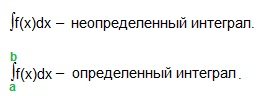 ∫f(x)dx – неопределенный интеграл.
b
∫f(x)dx – определенный интеграл.
a